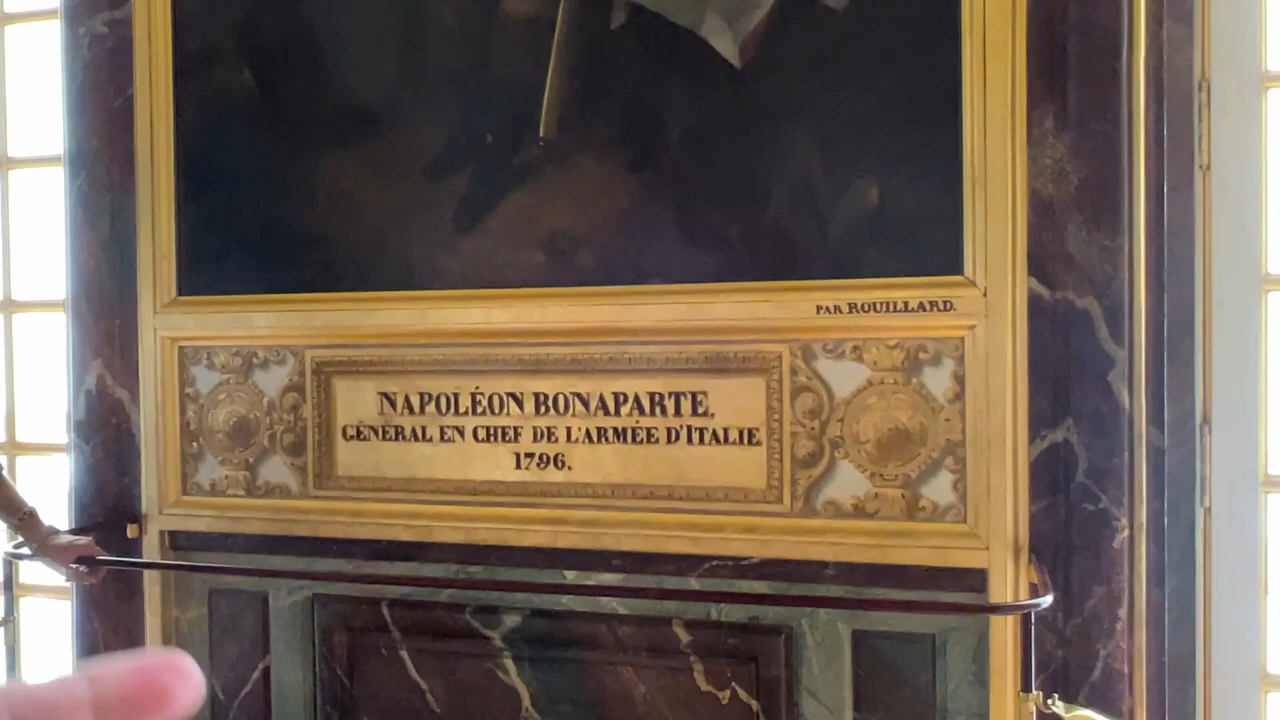 PAR ROUILLARD.
NAPOLÉON BONAPARTE,
GÉNÉRAL EN CHEF DE L'ARMÉE D'ITALIE
1796.